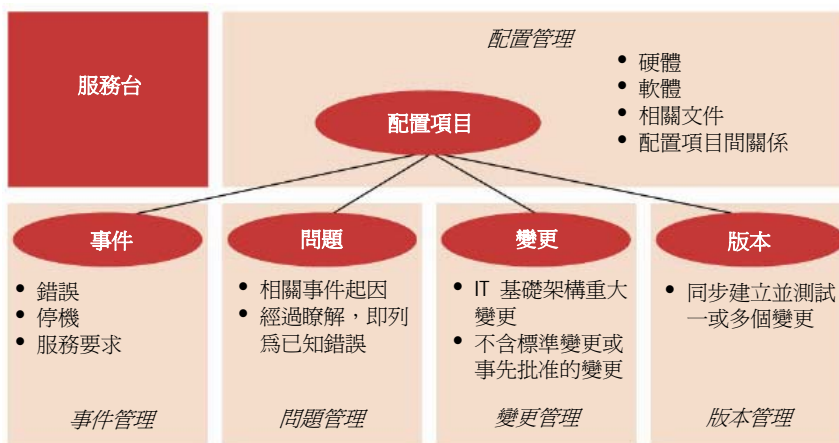 服務台
配置管理
• 硬體
• 軟體
• 相關文件
• 配置項目間關係
配置項目
事件
• 錯誤
• 停機
• 服務要求
事件管理
問題
• 相關事件起因
• 經過瞭解，即列
為已知錯誤
問題管理
變更
• IT 基礎架構重大
變更
• 不含標準變更或
事先批准的變更
變更管理
版本
• 同步建立並測試
一或多個變更
版本管理